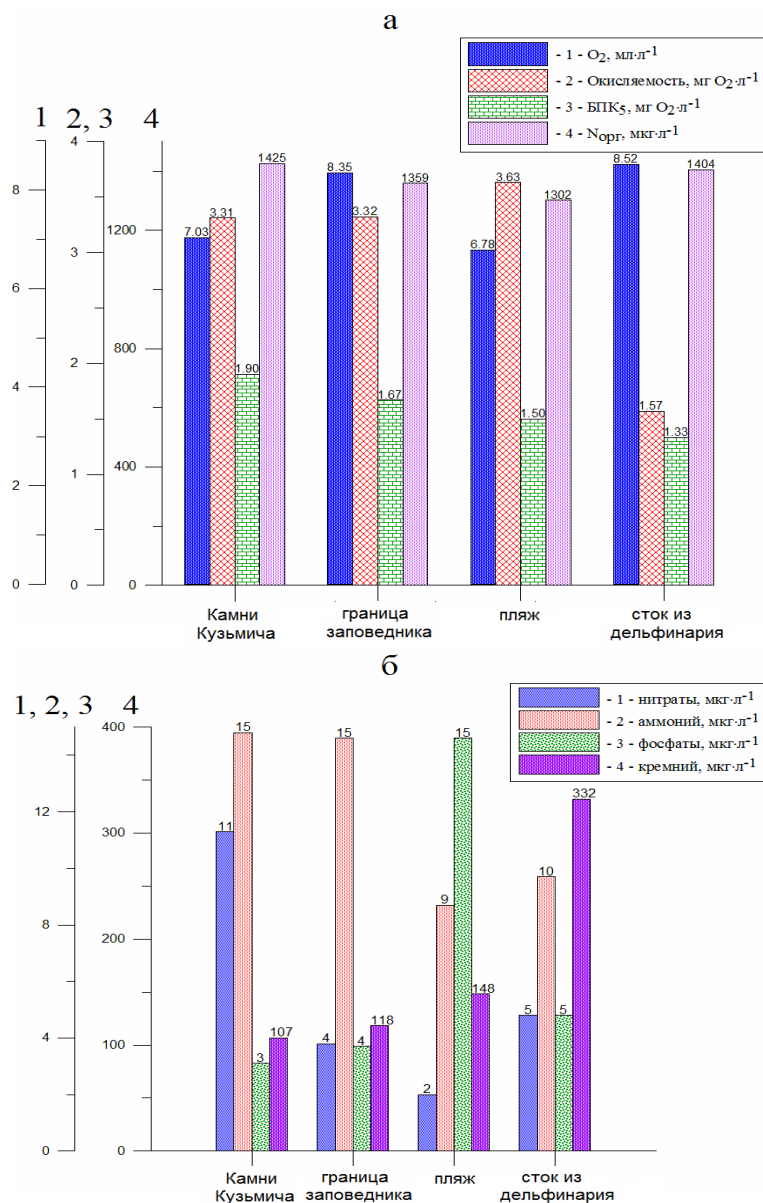 а
- 1 - O2, мл·л-1
- 2 - Окисляемость, мг O2·л-1
- 3 - БПК5, мг O2·л-1
- 4 - Nорг, мкг·л-1
1 2, 3 4
8
6
4
2
0
4
3
2
1
0
1200
800
400
0
7.03 3.31 1.90 1425
8.35 3.32 1.67 1359
6.78 3.63 1.50 1302
8.52 1.57 1.33 1404
Камни
Кузьмича
граница
заповедника
пляж
сток из
дельфинария
б
- 1 - нитраты, мкг·л-1
- 2 - аммоний, мкг·л-1
- 3 - фосфаты, мкг·л-1
- 4 - кремний, мкг·л-1
1, 2, 3 4
12
8
4
0
400
300
200
100
0
11 15 3 107
4 15 4 118
2 9 15 148
5 10 5 332
Камни
Кузьмича
граница
заповедника
пляж
сток из
дельфинария